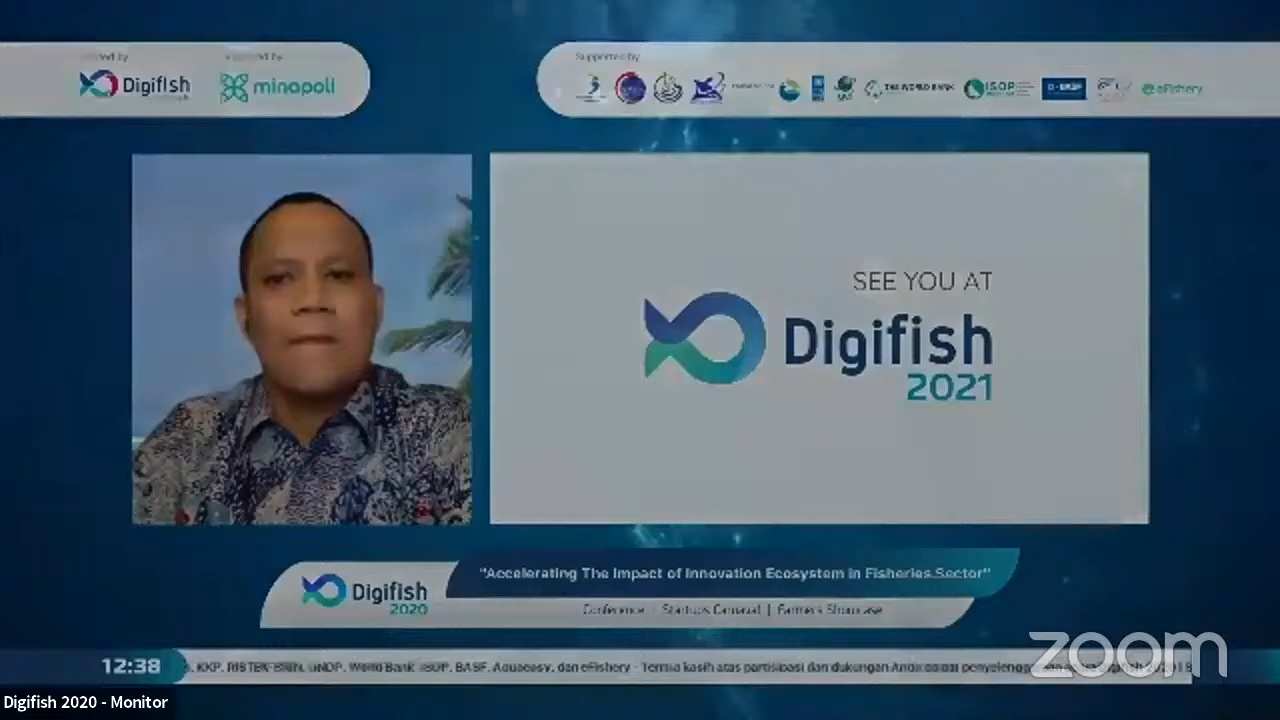 Digifish
minapoli
Supported by
THE WORLD BANK
ISOP
BASF
eFishery
SEE YOU AT
Digifish
2021
"Accelerating The Impact of Innovation Ecosystem in Fisheries Sector"
Digifish
2020
Conference | Startups Carnaval | Farmers Showcase
12:38
KKP, RISTEK-BRIN, UNDP, World Bank, ISOP, BASF, Aquaeasy, dan eFishery - Terima kasih atas partisipasi dan dukungan Anda
zoom
Digifish 2020 - Monitor